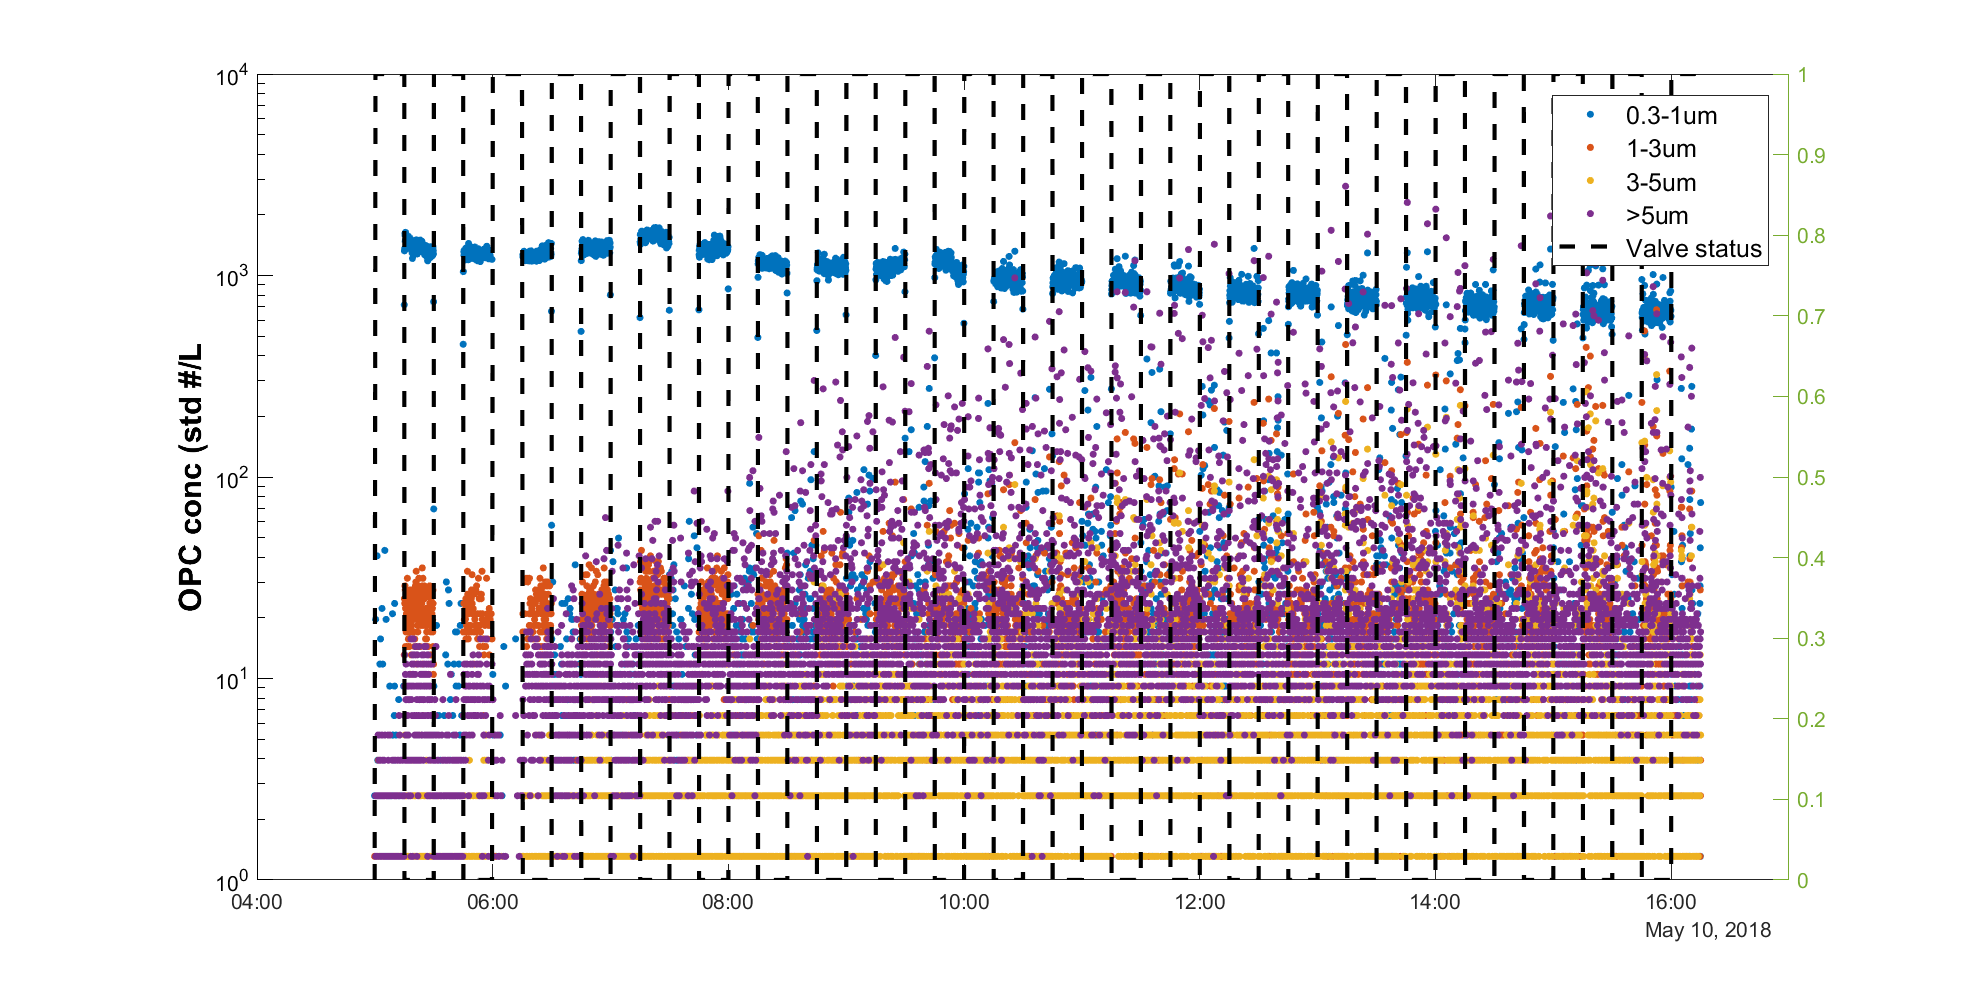 10^4
10^3
10^2
10^1
10^0
OPC conc (std #/L
04:00 06:00 08:00 10:00 12:00 14:00 16:00
May 10, 2018
1
0.9
0.8
0.7
0.6
0.5
0.4
0.3
0.2
0.1
0
0.3-1um
1-3um
3-5um
>5um
Valve status